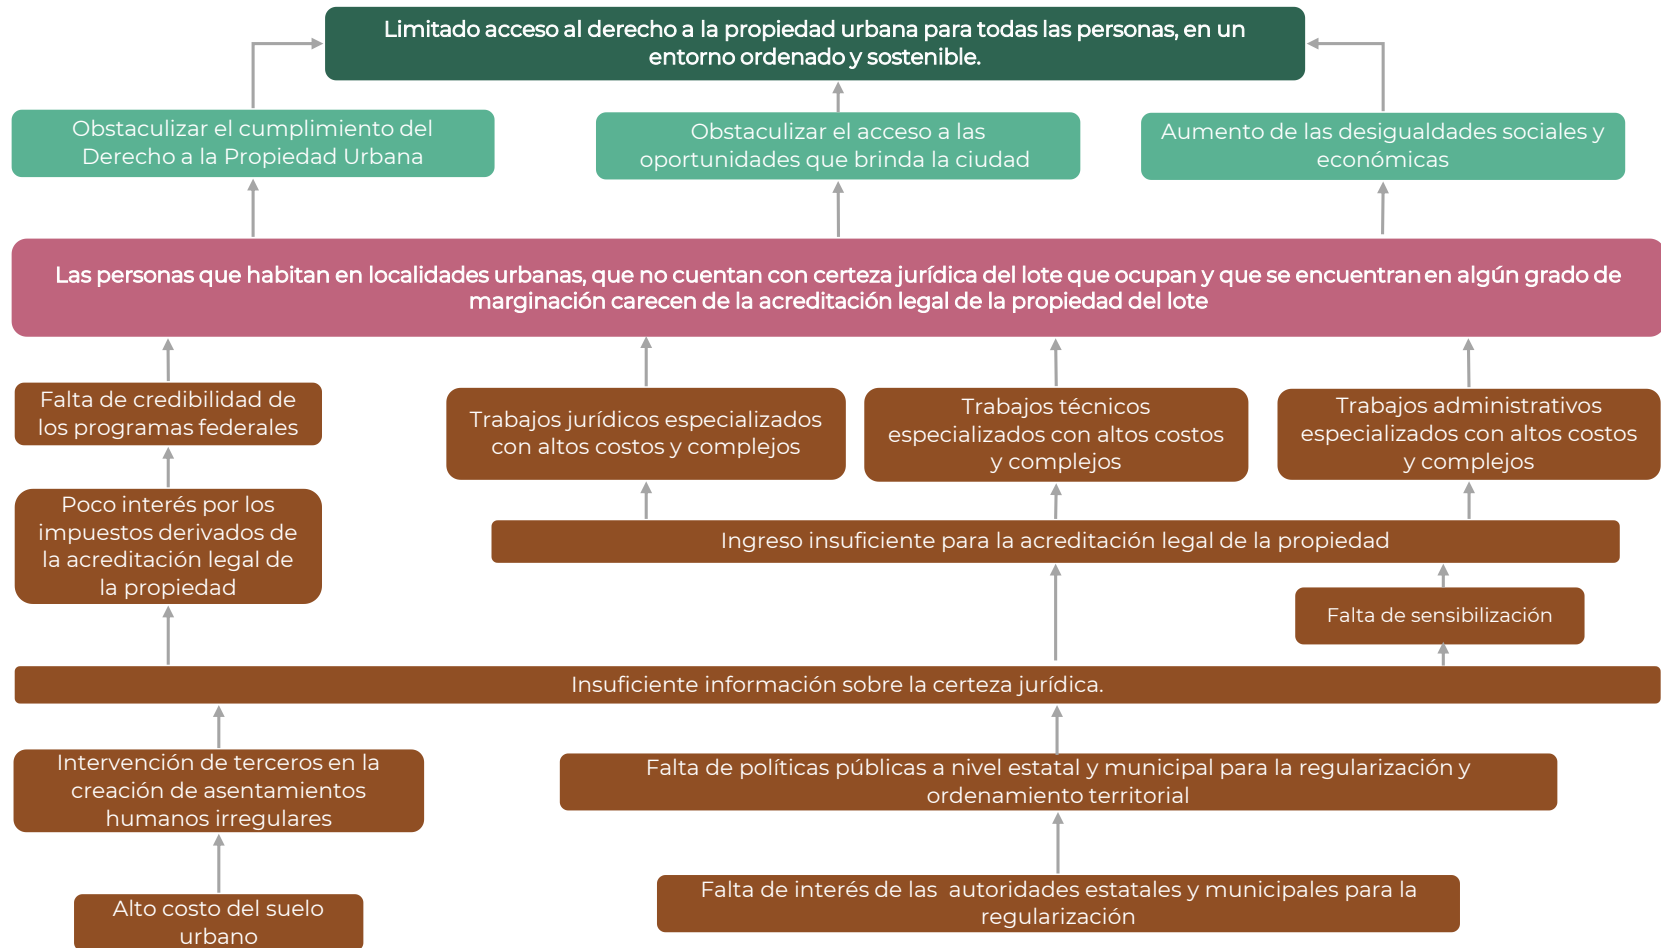 Limitado acceso al derecho a la propiedad urbana para todas las personas, en un
entorno ordenado y sostenible.
Obstaculizar el cumplimiento del
Derecho a la Propiedad Urbana
Obstaculizar el acceso a las
oportunidades que brinda la ciudad
Aumento de las desigualdades sociales y
económicas
Las personas que habitan en localidades urbanas, que no cuentan con certeza jurídica del lote que ocupan y que se encuentran en algún grado de
marginación carecen de la acreditación legal de la propiedad del lote
Falta de credibilidad de
los programas federales
Trabajos jurídicos especializados
con altos costos y complejos
Trabajos técnicos
especializados con altos costos
y complejos
Trabajos administrativos
especializados con altos costos
y complejos
Poco interés por los
impuestos derivados de
la acreditación legal de
la propiedad
Ingreso insuficiente para la acreditación legal de la propiedad
Falta de sensibilización
Insuficiente información sobre la certeza jurídica.
Intervención de terceros en la
creación de asentamientos
humanos irregulares
Falta de políticas públicas a nivel estatal y municipal para la regularización y
ordenamiento territorial
Alto costo del suelo
urbano
Falta de interés de las autoridades estatales y municipales para la
regularización